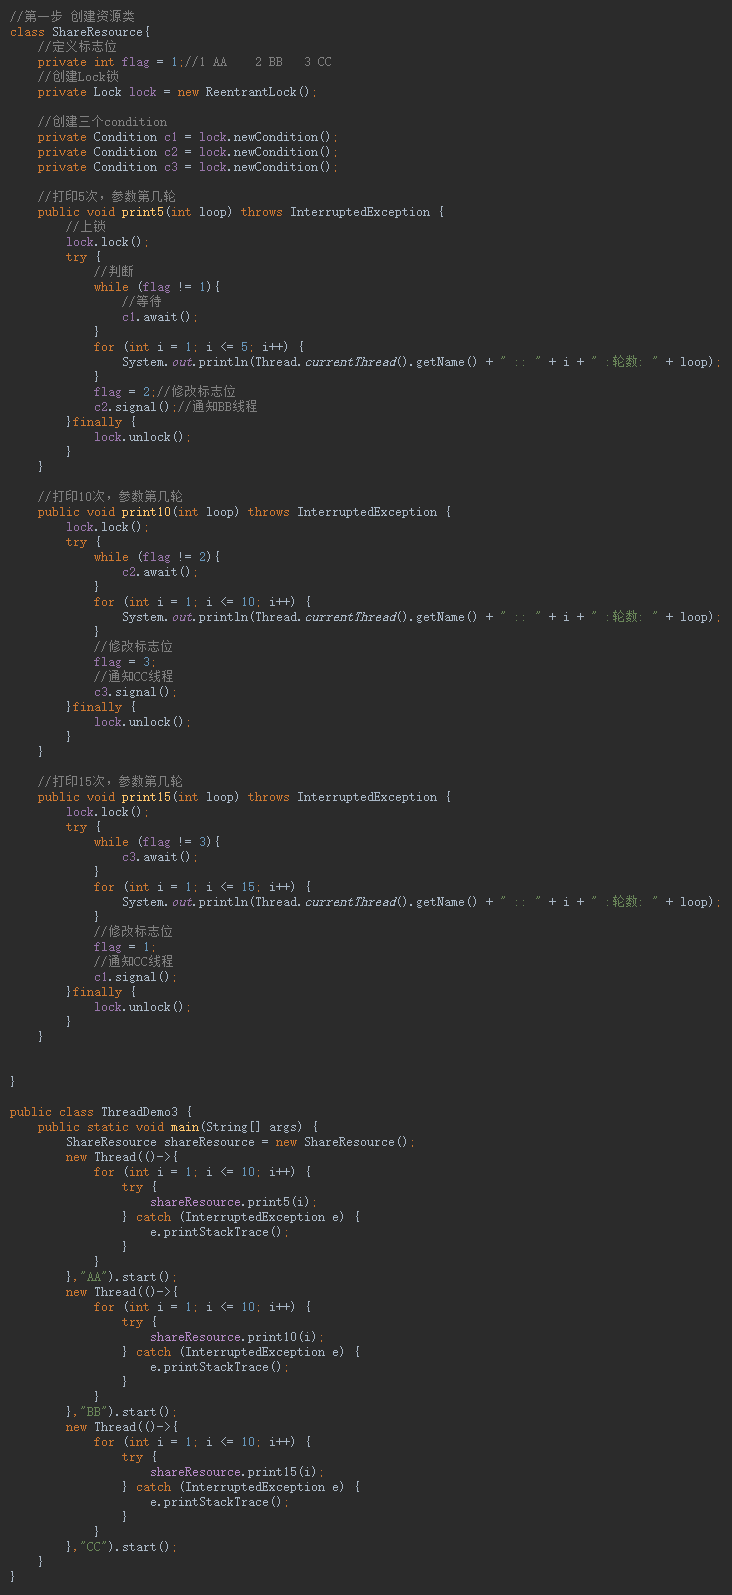 //第一步 创建资源类
class ShareResource{
    //定义标志位
    private int flag = 1;//1 AA    2 BB   3 CC
    //创建Lock锁
    private Lock lock = new ReentrantLock();

    //创建三个condition
    private Condition c1 = lock.newCondition();
    private Condition c2 = lock.newCondition();
    private Condition c3 = lock.newCondition();

    //打印5次，参数第几轮
    public void print5(int loop) throws InterruptedException {
        //上锁
        lock.lock();
        try {
            //判断
            while (flag != 1){
                //等待
                c1.await();
            }
            for (int i = 1; i <= 5; i++) {
                System.out.println(Thread.currentThread().getName() + " :: " + i + " :轮数: " + loop);
            }
            flag = 2;//修改标志位
            c2.signal();//通知BB线程
        }finally {
            lock.unlock();
        }
    }

    //打印10次，参数第几轮
    public void print10(int loop) throws InterruptedException {
        lock.lock();
        try {
            while (flag != 2){
                c2.await();
            }
            for (int i = 1; i <= 10; i++) {
                System.out.println(Thread.currentThread().getName() + " :: " + i + " :轮数: " + loop);
            }
            //修改标志位
            flag = 3;
            //通知CC线程
            c3.signal();
        }finally {
            lock.unlock();
        }
    }

    //打印15次，参数第几轮
    public void print15(int loop) throws InterruptedException {
        lock.lock();
        try {
            while (flag != 3){
                c3.await();
            }
            for (int i = 1; i <= 15; i++) {
                System.out.println(Thread.currentThread().getName() + " :: " + i + " :轮数: " + loop);
            }
            //修改标志位
            flag = 1;
            //通知CC线程
            c1.signal();
        }finally {
            lock.unlock();
        }
    }


}

public class ThreadDemo3 {
    public static void main(String[] args) {
        ShareResource shareResource = new ShareResource();
        new Thread(()->{
            for (int i = 1; i <= 10; i++) {
                try {
                    shareResource.print5(i);
                } catch (InterruptedException e) {
                    e.printStackTrace();
                }
            }
        },"AA").start();
        new Thread(()->{
            for (int i = 1; i <= 10; i++) {
                try {
                    shareResource.print10(i);
                } catch (InterruptedException e) {
                    e.printStackTrace();
                }
            }
        },"BB").start();
        new Thread(()->{
            for (int i = 1; i <= 10; i++) {
                try {
                    shareResource.print15(i);
                } catch (InterruptedException e) {
                    e.printStackTrace();
                }
            }
        },"CC").start();
    }
}